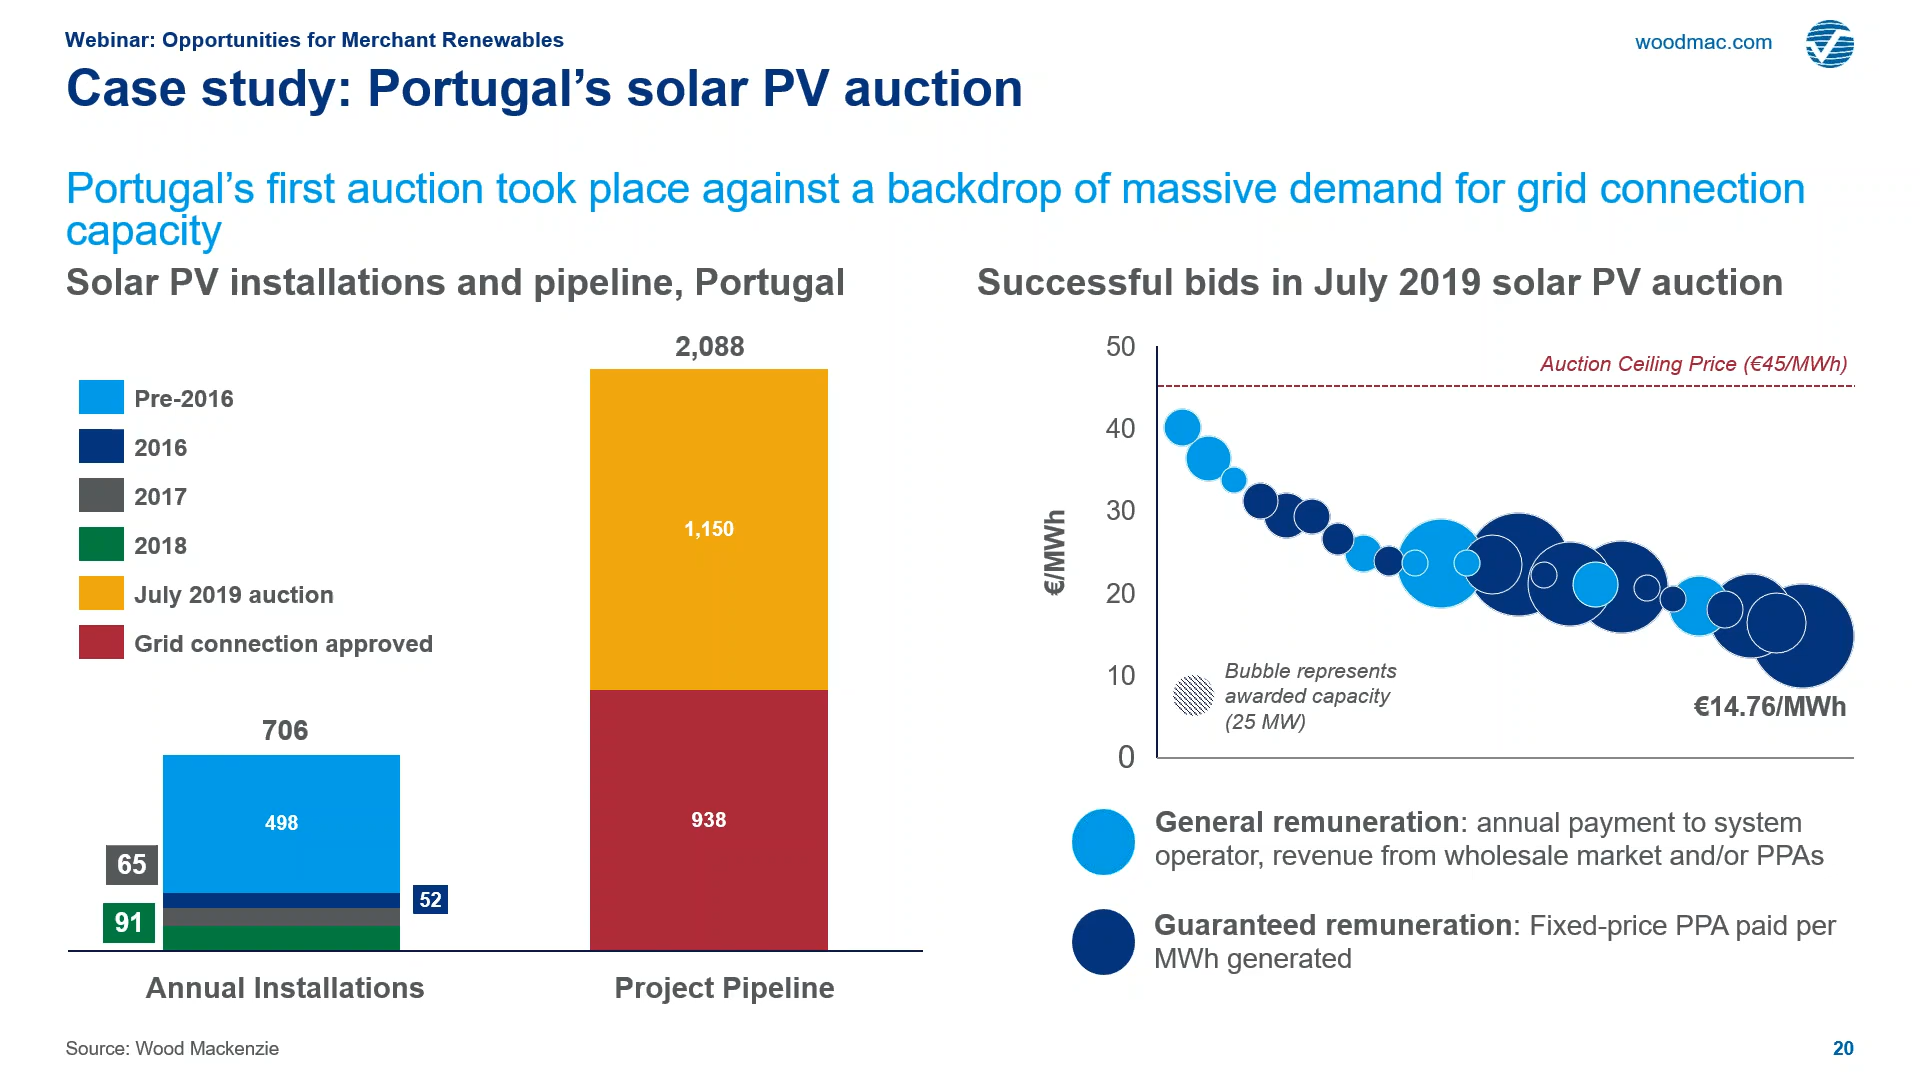 Webinar: Opportunities for Merchant Renewables
woodmac.com
Case study: Portugal’s solar PV auction
Portugal’s first auction took place against a backdrop of massive demand for grid connection
capacity
Solar PV installations and pipeline, Portugal
Pre-2016
2016
2017
2018
July 2019 auction
Grid connection approved
706
498
65
52
91
2,088
1,150
938
Annual Installations
Project Pipeline
Successful bids in July 2019 solar PV auction
€/MWh
50
40
30
20
10
0
Auction Ceiling Price (€45/MWh)
Bubble represents
awarded capacity
(25 MW)
€14.76/MWh
General remuneration: annual payment to system
operator, revenue from wholesale market and/or PPAs
Guaranteed remuneration: Fixed-price PPA paid per
MWh generated
Source: Wood Mackenzie
20